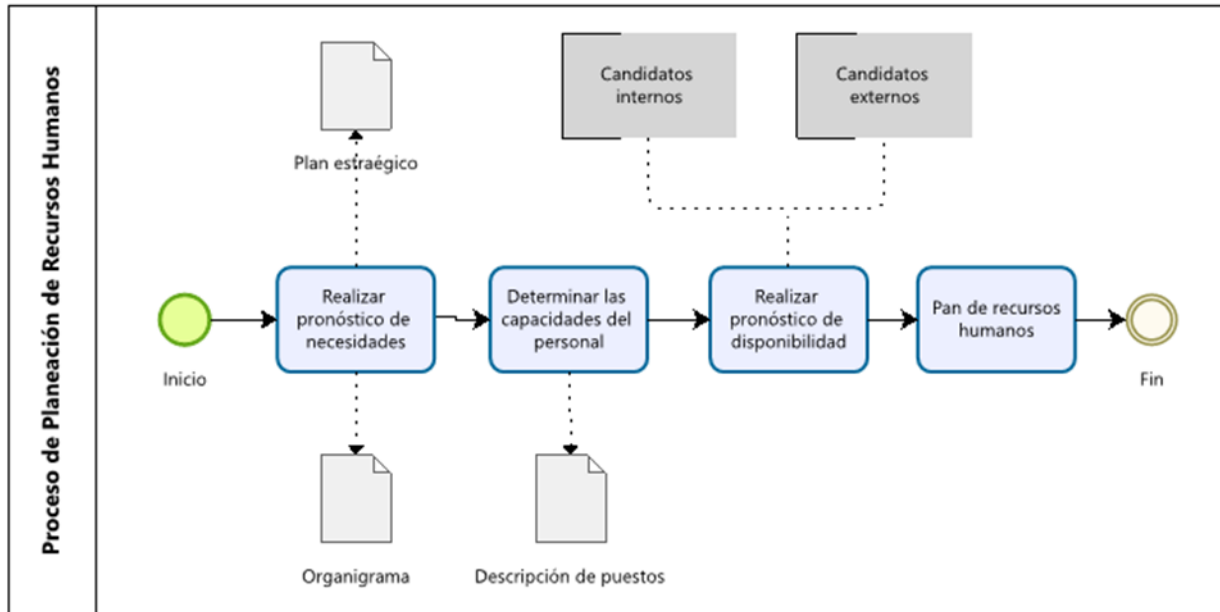 Proceso de Planeación de Recursos Humanos
Plan estraégico
Candidatos
internos
Candidatos
externos
Inicio
Realizar
pronóstico de
necesidades
Determinar las
capacidades del
personal
Realizar
pronóstico de
disponibilidad
Pan de recursos
humanos
Fin
Organigrama
Descripción de puestos